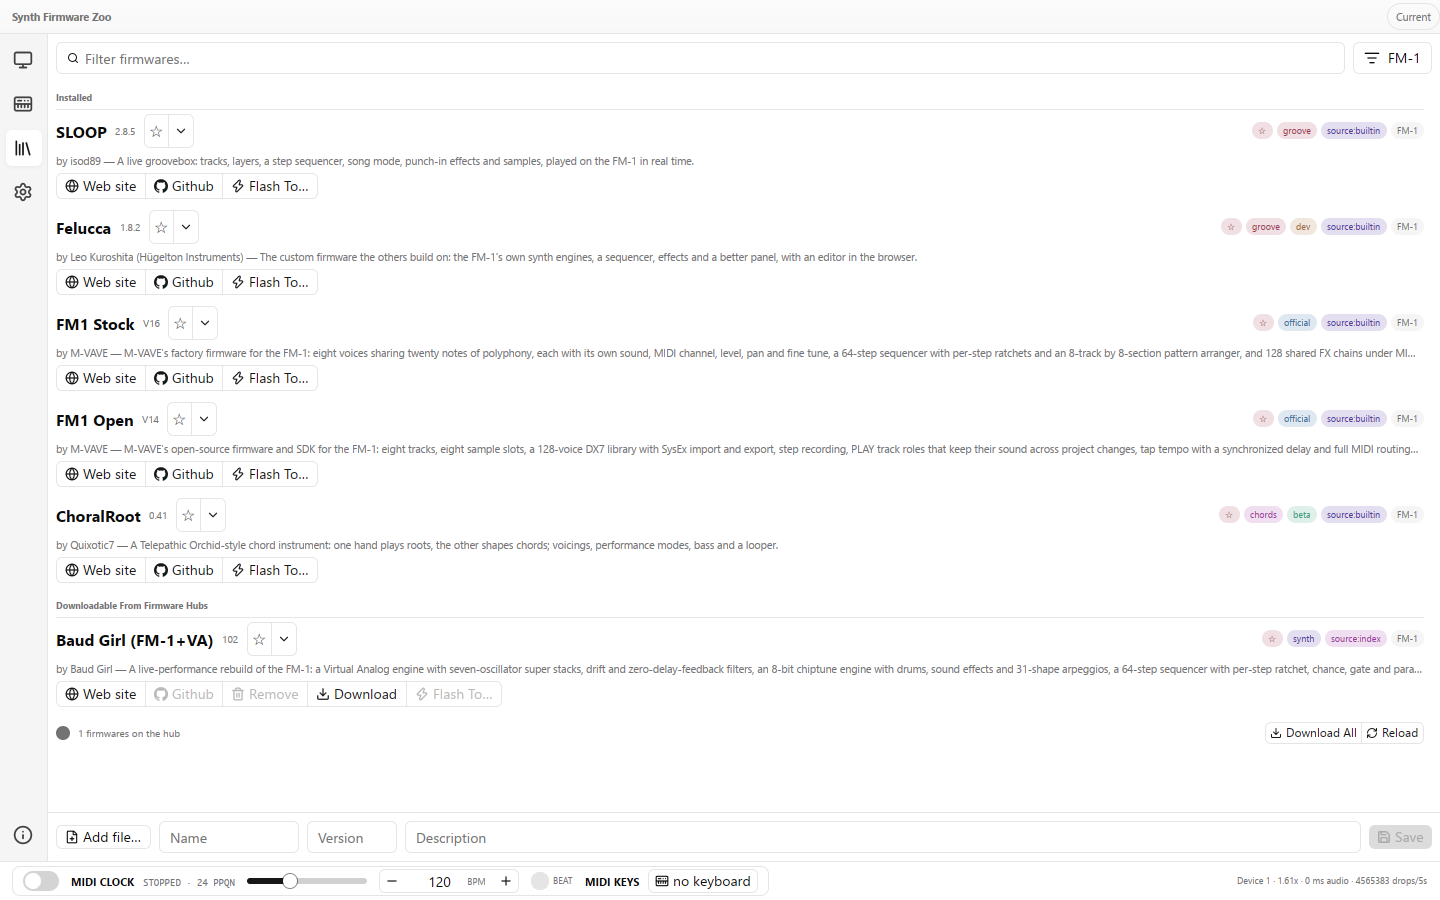 Synth Firmware Zoo
Current
Filter firmwares...
FM-1
Installed
SLOOP 2.8.5
groove source:builtin FM-1
by isod89 — A live groovebox: tracks, layers, a step sequencer, song mode, punch-in effects and samples, played on the FM-1 in real time.
Web site Github Flash To...
Felucca 1.8.2
groove dev source:builtin FM-1
by Leo Kuroshita (Hügelton Instruments) — The custom firmware the others build on: the FM-1's own synth engines, a sequencer, effects and a better panel, with an editor in the browser.
Web site Github Flash To...
FM1 Stock V16
official source:builtin FM-1
by M-VAVE — M-VAVE's factory firmware for the FM-1: eight voices sharing twenty notes of polyphony, each with its own sound, MIDI channel, level, pan and fine tune, a 64-step sequencer with per-step ratchets and an 8-track by 8-section pattern arranger, and 128 shared FX chains under MI...
Web site Github Flash To...
FM1 Open V14
official source:builtin FM-1
by M-VAVE — M-VAVE's open-source firmware and SDK for the FM-1: eight tracks, eight sample slots, a 128-voice DX7 library with SysEx import and export, step recording, PLAY track roles that keep their sound across project changes, tap tempo with a synchronized delay and full MIDI routing...
Web site Github Flash To...
ChoralRoot 0.41
chords beta source:builtin FM-1
by Quixotic7 — A Telepathic Orchid-style chord instrument: one hand plays roots, the other shapes chords; voicings, performance modes, bass and a looper.
Web site Github Flash To...
Downloadable From Firmware Hubs
Baud Girl (FM-1+VA) 102
synth source:index FM-1
by Baud Girl — A live-performance rebuild of the FM-1: a Virtual Analog engine with seven-oscillator super stacks, drift and zero-delay-feedback filters, an 8-bit chiptune engine with drums, sound effects and 31-shape arpeggios, a 64-step sequencer with per-step ratchet, chance, gate and para...
Web site Github Remove Download Flash To...
1 firmwares on the hub
Download All Reload
Add file... Name Version Description Save
MIDI CLOCK STOPPED · 24 PPQN 120 BPM BEAT MIDI KEYS no keyboard
Device 1 · 1.61x · 0 ms audio · 4565383 drops/5s